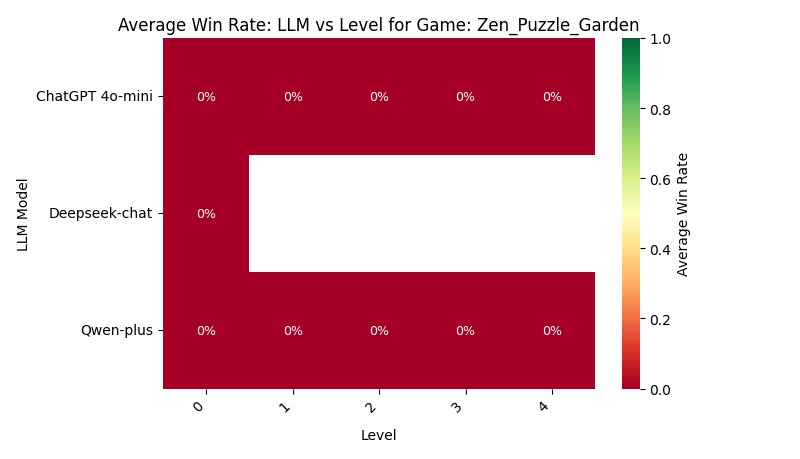 Average Win Rate: LLM vs Level for Game: Zen_Puzzle_Garden
LLM Model
ChatGPT 4o-mini
0% 0% 0% 0% 0%
Deepseek-chat
0%
Qwen-plus
0% 0% 0% 0% 0%
0 1 2 3 4
Level
1.0
0.8
0.6
0.4
0.2
0.0
Average Win Rate